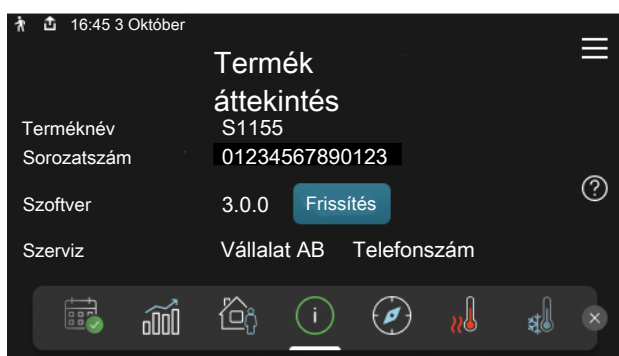 16:45 3 Október
Termék
áttekintés
Terméknév S1155
Sorozatszám 01234567890123
Szoftver 3.0.0 Frissítés
Szerviz Vállalat AB Telefonszám